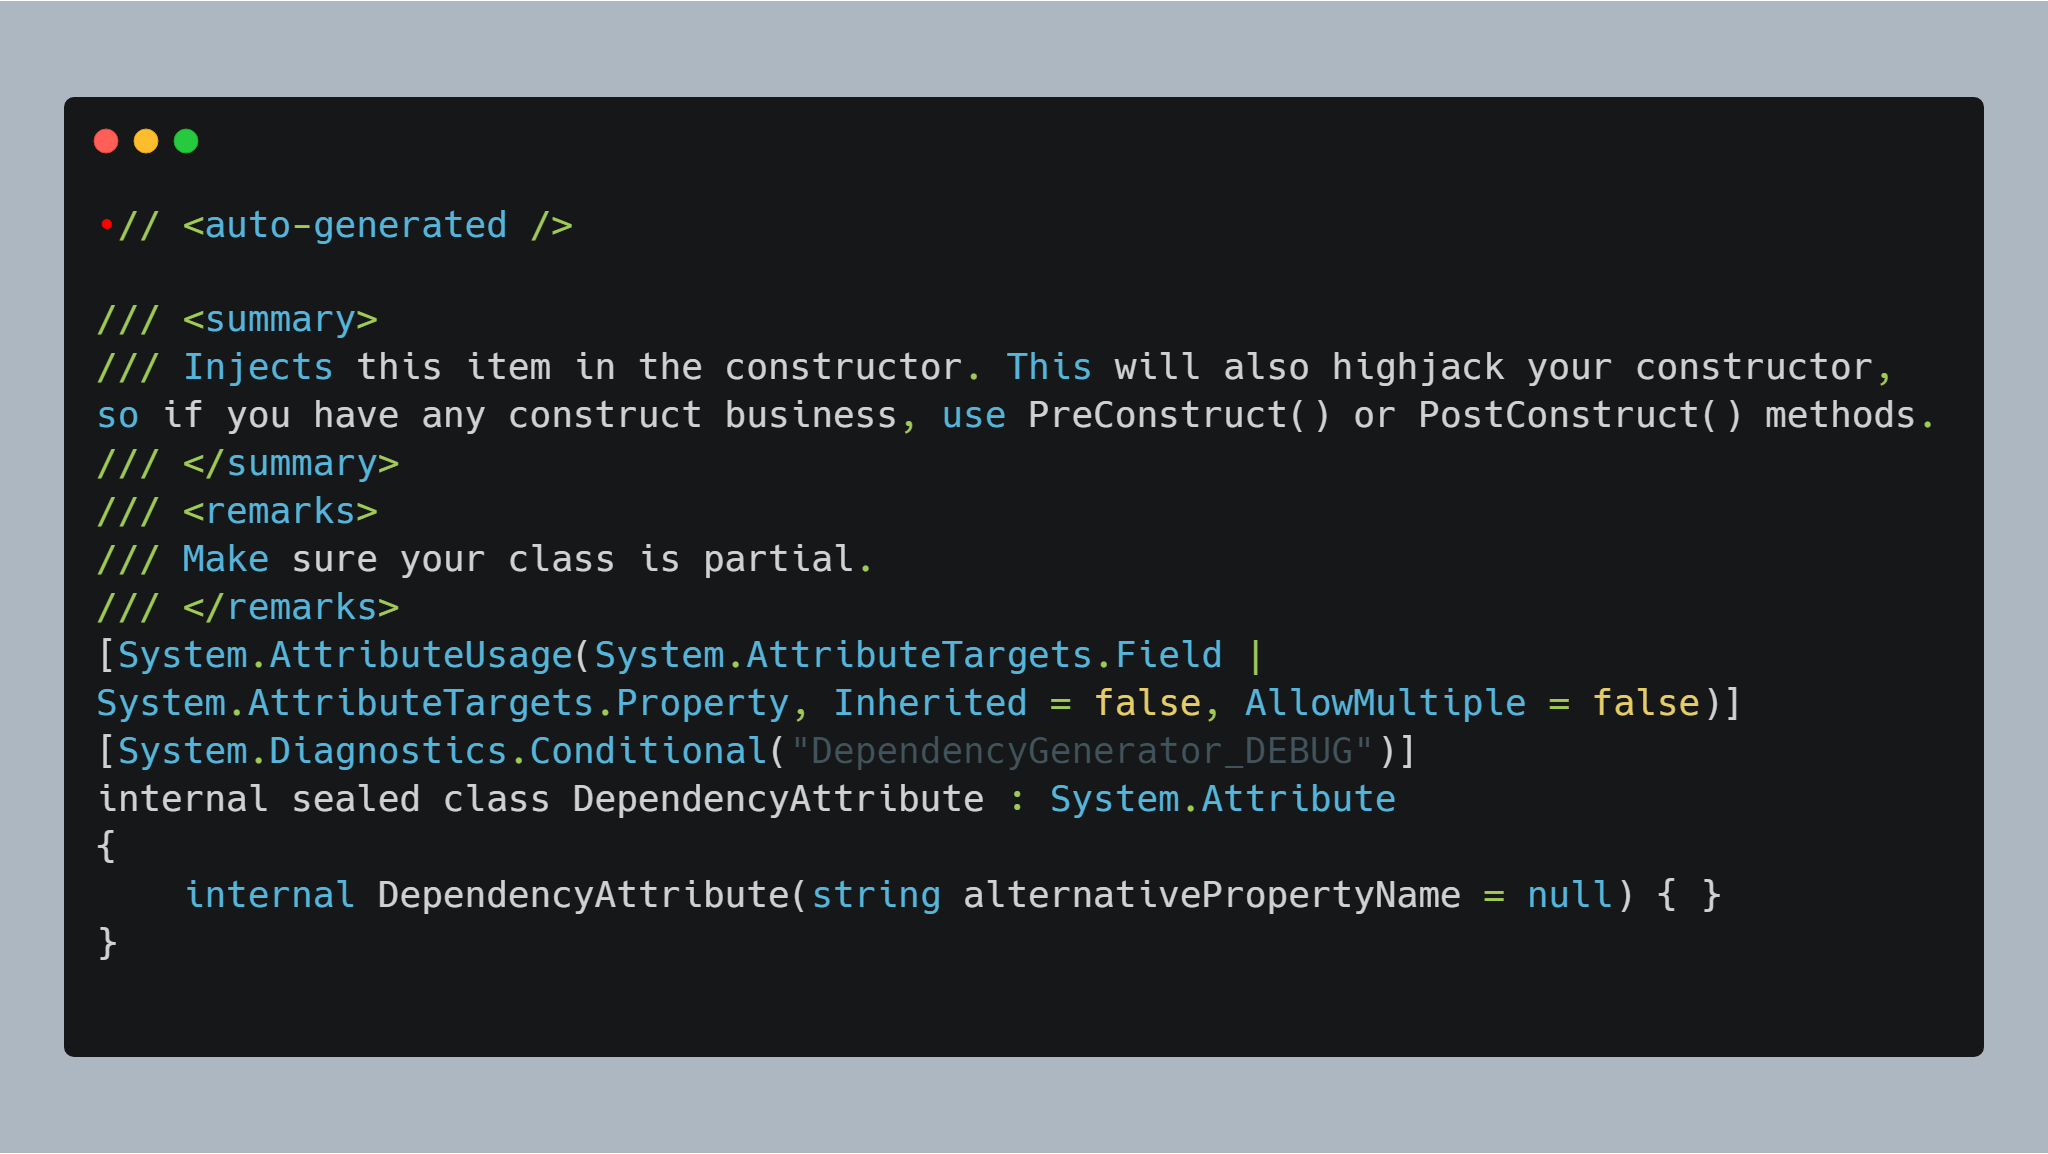 •// <auto-generated />
/// <summary>
/// Injects this item in the constructor. This will also highjack your constructor,
so if you have any construct business, use PreConstruct() or PostConstruct() methods.
/// </summary>
/// <remarks>
/// Make sure your class is partial.
/// </remarks>
[System.AttributeUsage(System.AttributeTargets.Field |
System.AttributeTargets.Property, Inherited = false, AllowMultiple = false)]
[System.Diagnostics.Conditional("DependencyGenerator_DEBUG")]
internal sealed class DependencyAttribute : System.Attribute
{
    internal DependencyAttribute(string alternativePropertyName = null) { }
}